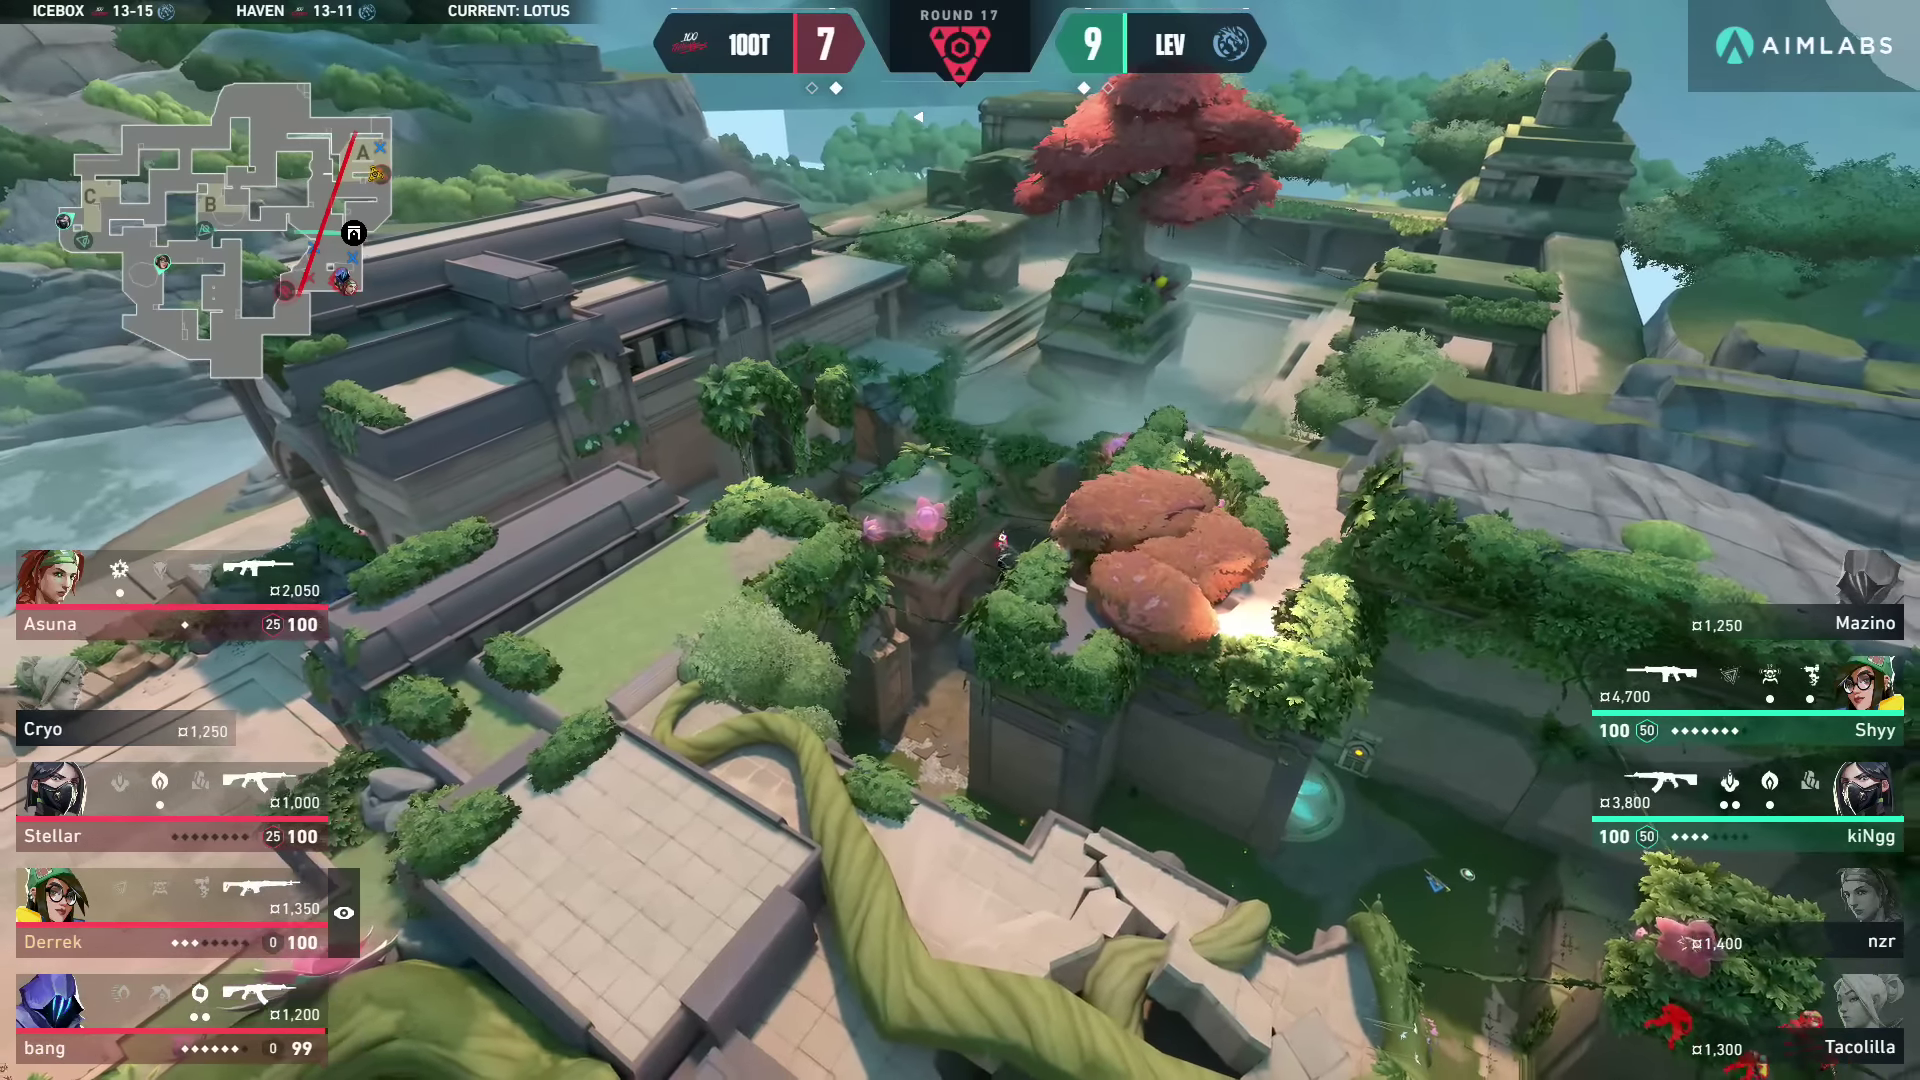 ICEBOX 13-15 HAVEN 13-11 CURRENT: LOTUS
100T 7 ROUND 17 9 LEV
AIMLABS
A
B
C
2,050
Asuna 25 100
Cryo 1,250
1,000
Stellar 25 100
1,350
Derrek 0 100
1,200
bang 0 99
1,250 Mazino
4,700
100 50 Shyy
3,800
100 50 kiNgg
1,400 nzr
1,300 Tacolilla